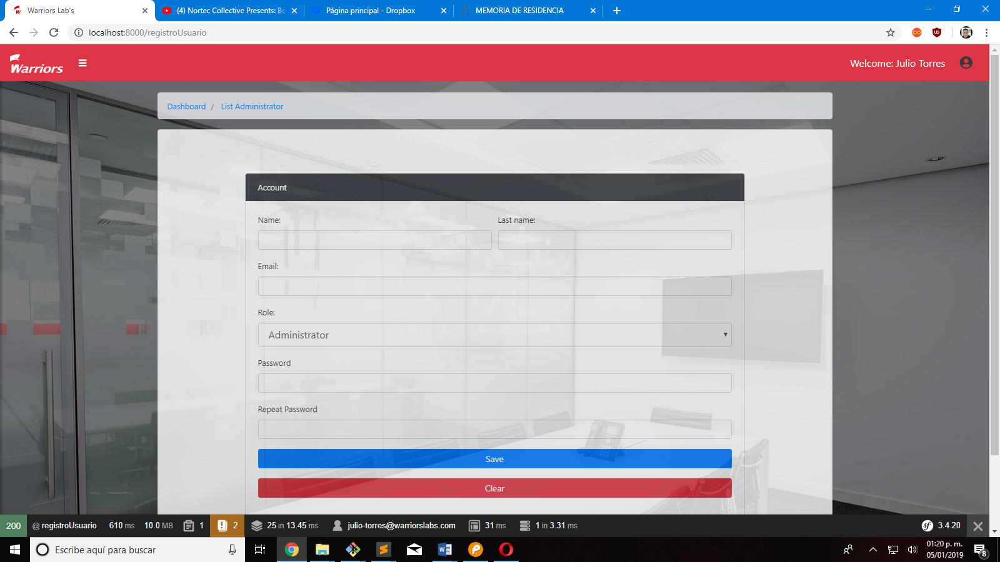 Warriors Lab's
(4) Nortec Collective Presents: Bo
Página principal - Dropbox
MEMORIA DE RESIDENCIA
localhost:8000/registroUsuario
Warriors
Welcome: Julio Torres
Dashboard / List Administrator
Account
Name:
Last name:
Email:
Role:
Administrator
Password
Repeat Password
Save
Clear
200 @ registroUsuario 610 ms 10.0 MB 1 2 25 in 13.45 ms julio-torres@warriorslabs.com 31 ms 1 in 3.31 ms 3.4.20
Escribe aquí para buscar
01:20 p. m.
05/01/2019
8